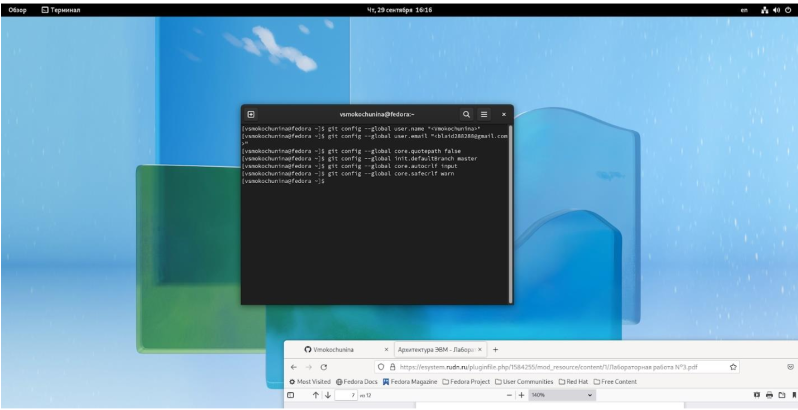 Обзор Терминал Чт, 29 сентября 16:16 en
vsmokochunina@fedora:~
[vsmokochunina@fedora ~]$ git config --global user.name "<Vmokochunina>"
[vsmokochunina@fedora ~]$ git config --global user.email "<bleid288288@gmail.com
>"
[vsmokochunina@fedora ~]$ git config --global core.quotepath false
[vsmokochunina@fedora ~]$ git config --global init.defaultBranch master
[vsmokochunina@fedora ~]$ git config --global core.autocrlf input
[vsmokochunina@fedora ~]$ git config --global core.safecrlf warn
[vsmokochunina@fedora ~]$
Vmokochunina × Архитектура ЭВМ - Лабора × +
https://esystem.rudn.ru/pluginfile.php/1584255/mod_resource/content/1/Лабораторная работа №3.pdf
Most Visited Fedora Docs Fedora Magazine Fedora Project User Communities Red Hat Free Content
7 из 12 − + 140%